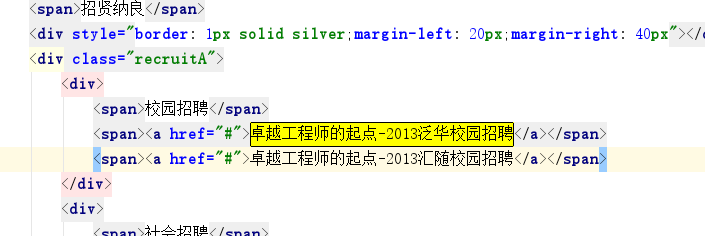 <span>招贤纳良</span>
<div style="border: 1px solid silver;margin-left: 20px;margin-right: 40px"></
<div class="recruitA">
<div>
<span>校园招聘</span>
<span><a href="#">卓越工程师的起点-2013泛华校园招聘</a></span>
<span><a href="#">卓越工程师的起点-2013汇随校园招聘</a></span>
</div>
<div>
<span>社会招聘</span>